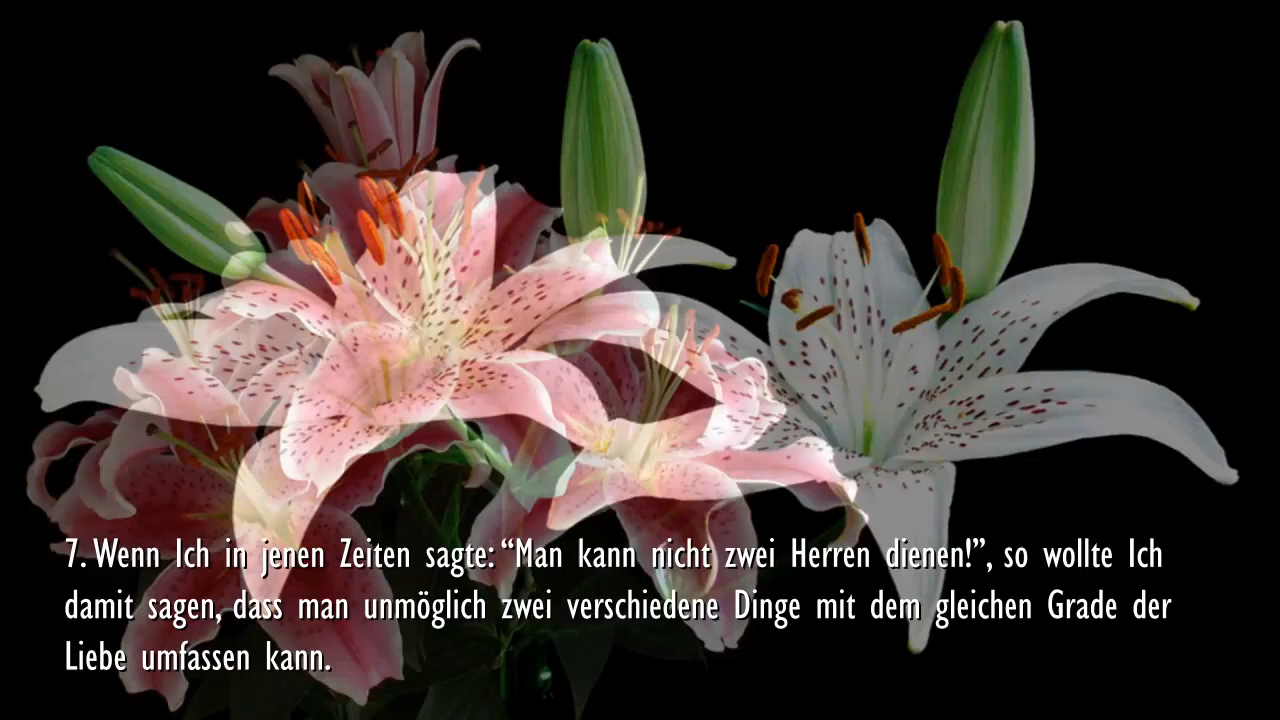 7. Wenn Ich in jenen Zeiten sagte: “Man kann nicht zwei Herren dienen!”, so wollte Ich
damit sagen, dass man unmöglich zwei verschiedene Dinge mit dem gleichen Grade der
Liebe umfassen kann.